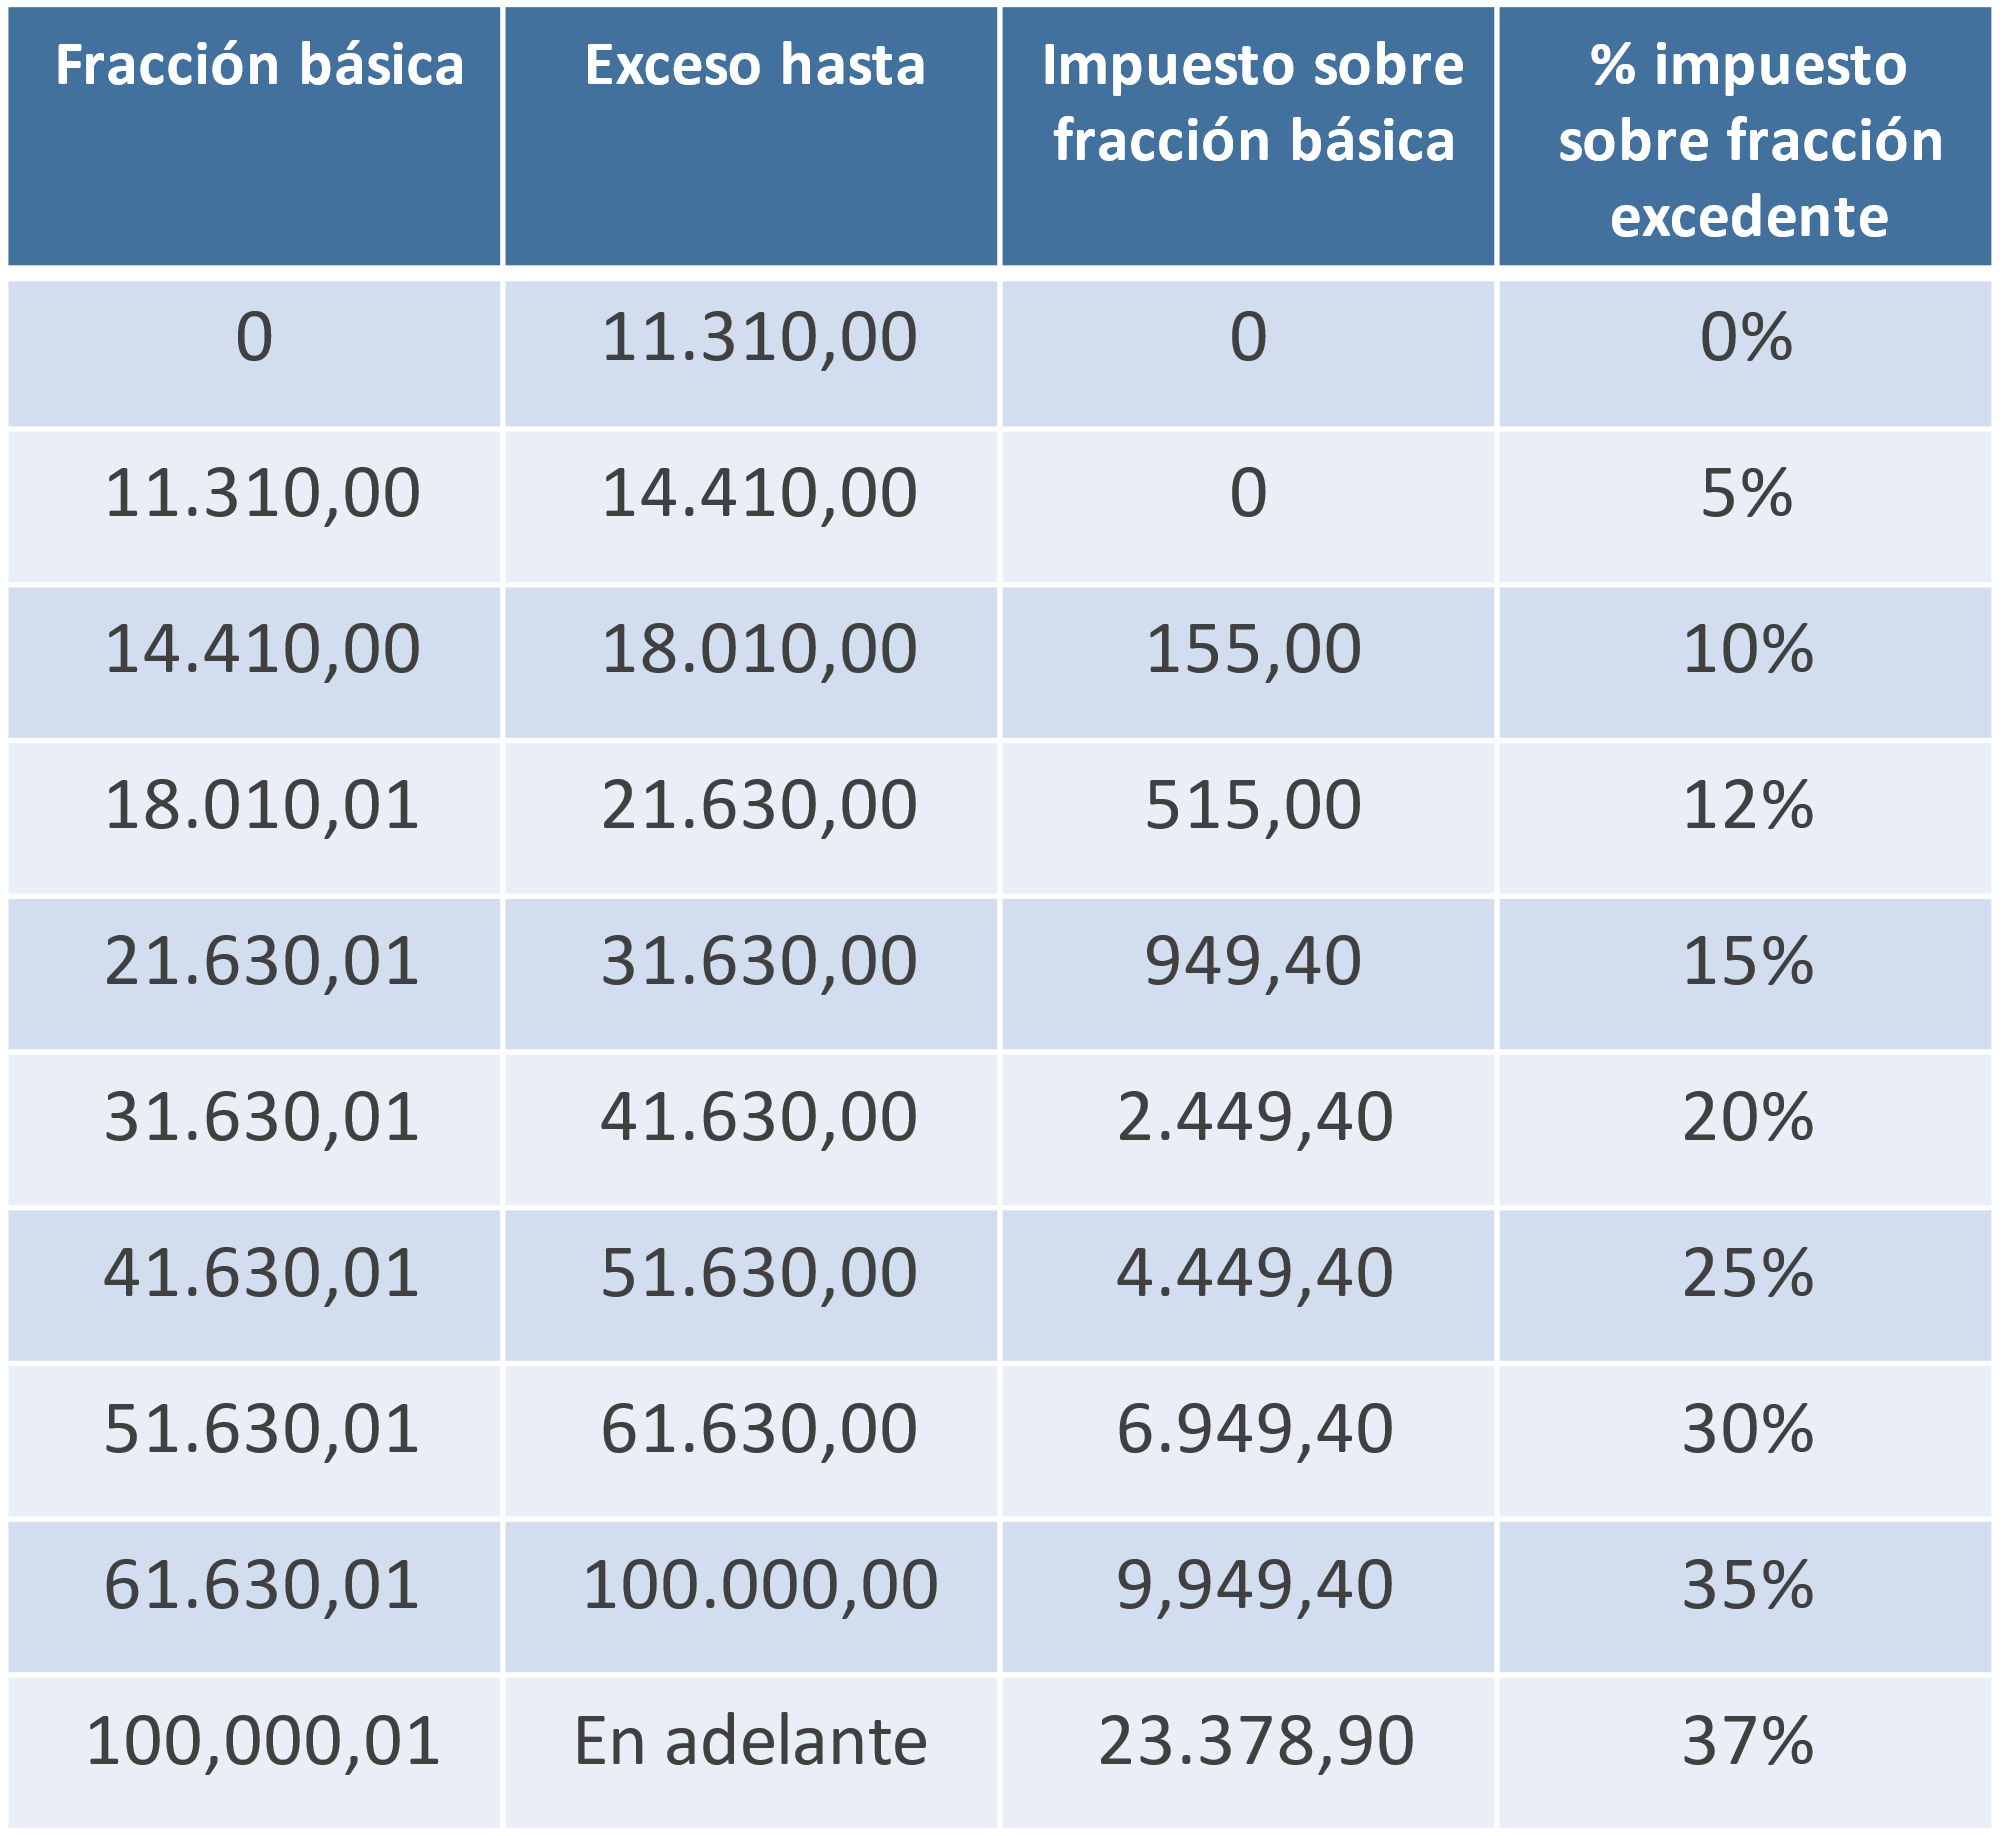 Fracción básica Exceso hasta Impuesto sobre fracción básica % impuesto sobre fracción excedente
0 11.310,00 0 0%
11.310,00 14.410,00 0 5%
14.410,00 18.010,00 155,00 10%
18.010,01 21.630,00 515,00 12%
21.630,01 31.630,00 949,40 15%
31.630,01 41.630,00 2.449,40 20%
41.630,01 51.630,00 4.449,40 25%
51.630,01 61.630,00 6.949,40 30%
61.630,01 100.000,00 9,949,40 35%
100,000,01 En adelante 23.378,90 37%